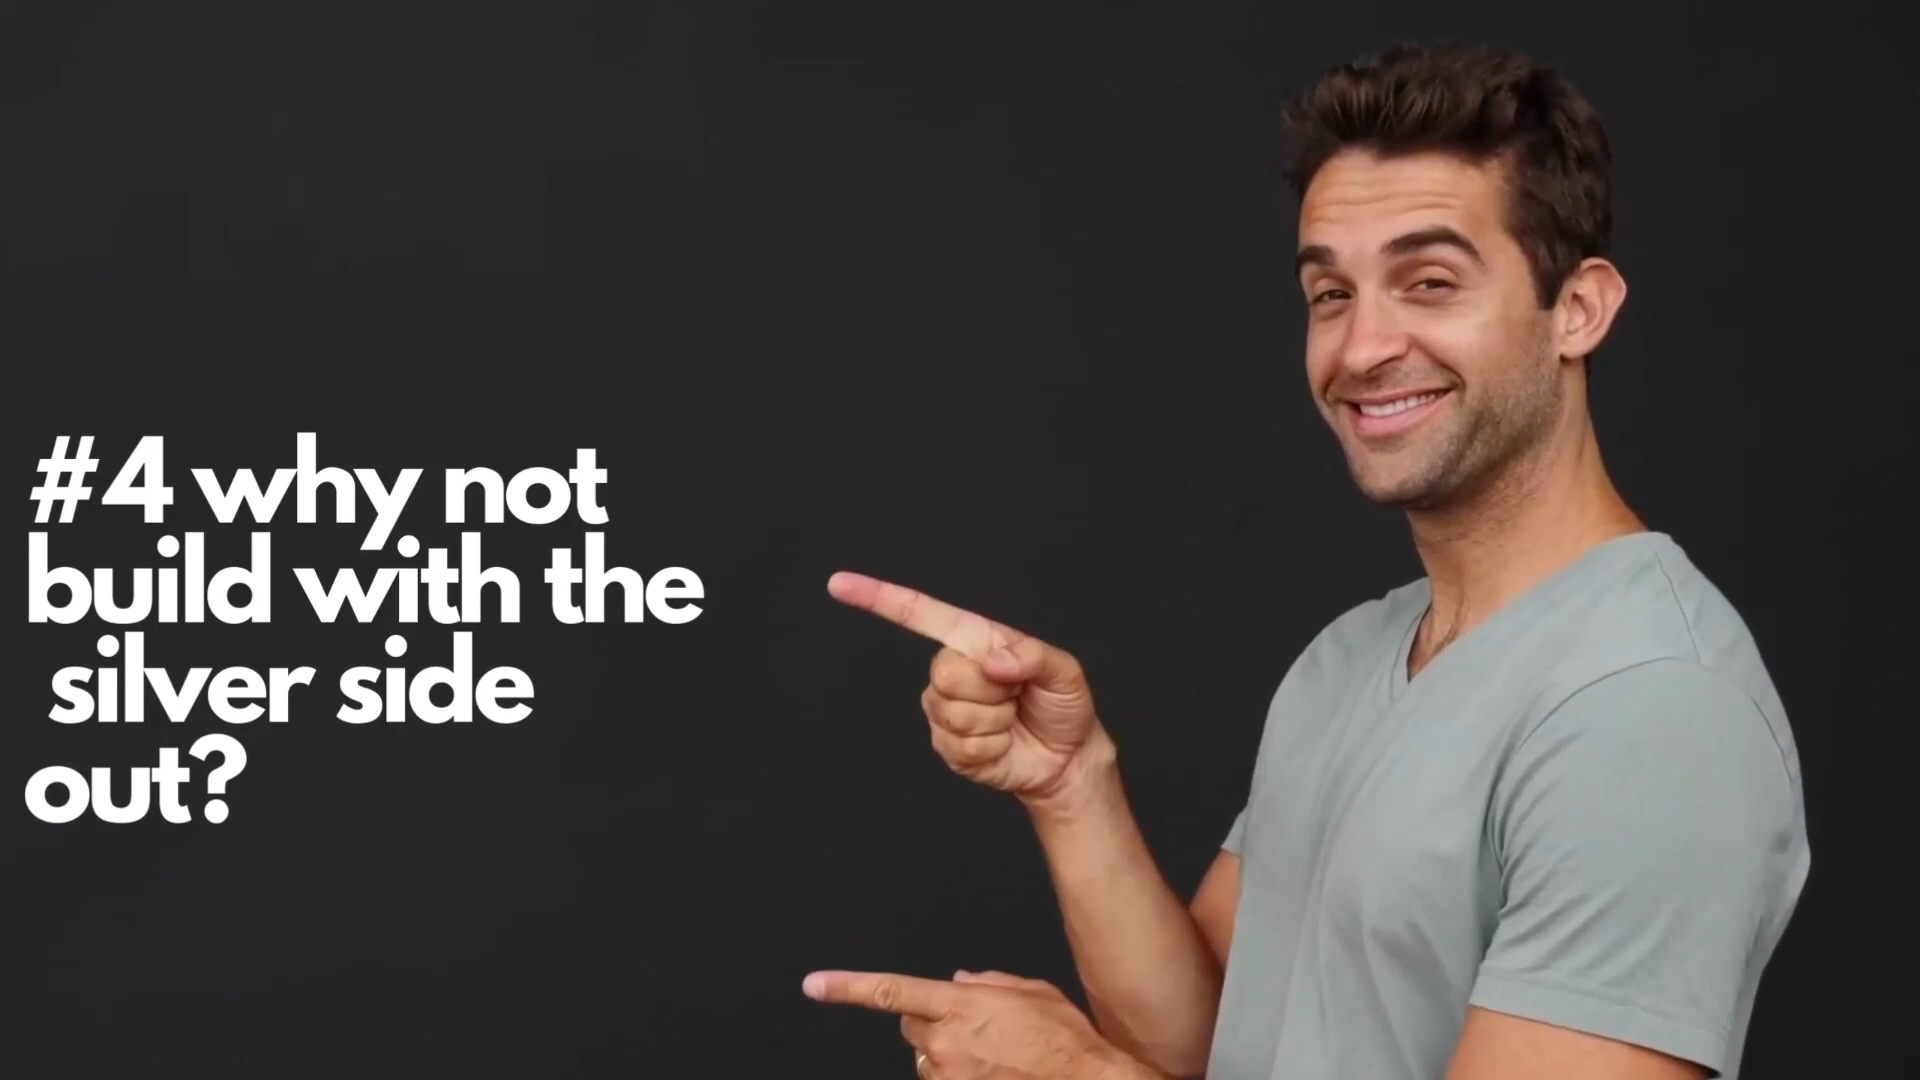 #4 why not
build with the
silver side
out?